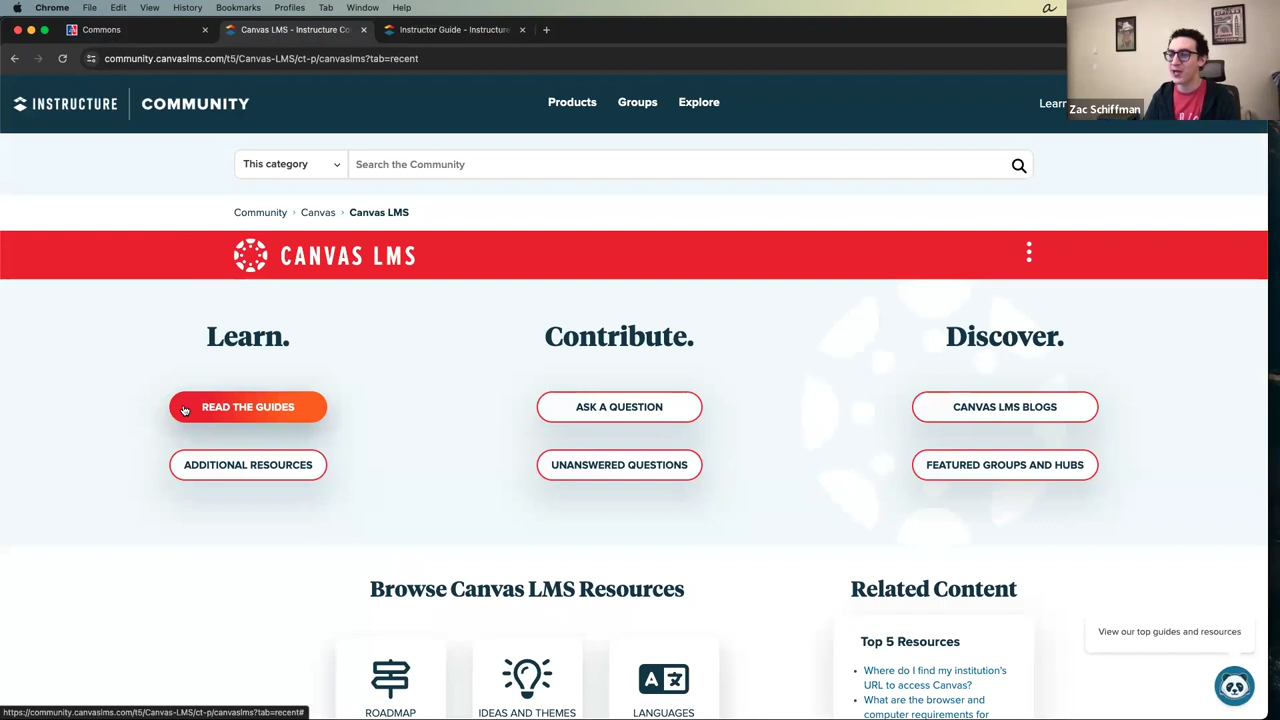 Chrome File Edit View History Bookmarks Profiles Tab Window Help
Commons
Canvas LMS - Instructure Co
Instructor Guide - Instructure
community.canvaslms.com/t5/Canvas-LMS/ct-p/canvaslms?tab=recent
INSTRUCTURE COMMUNITY
Products Groups Explore
Learn
Zac Schiffman
This category Search the Community
Community › Canvas › Canvas LMS
CANVAS LMS
Learn. Contribute. Discover.
READ THE GUIDES ASK A QUESTION CANVAS LMS BLOGS
ADDITIONAL RESOURCES UNANSWERED QUESTIONS FEATURED GROUPS AND HUBS
Browse Canvas LMS Resources
ROADMAP IDEAS AND THEMES LANGUAGES
Related Content
Top 5 Resources
• Where do I find my institution's
URL to access Canvas?
• What are the browser and
computer requirements for
View our top guides and resources
https://community.canvaslms.com/t5/Canvas-LMS/ct-p/canvaslms?tab=recent#